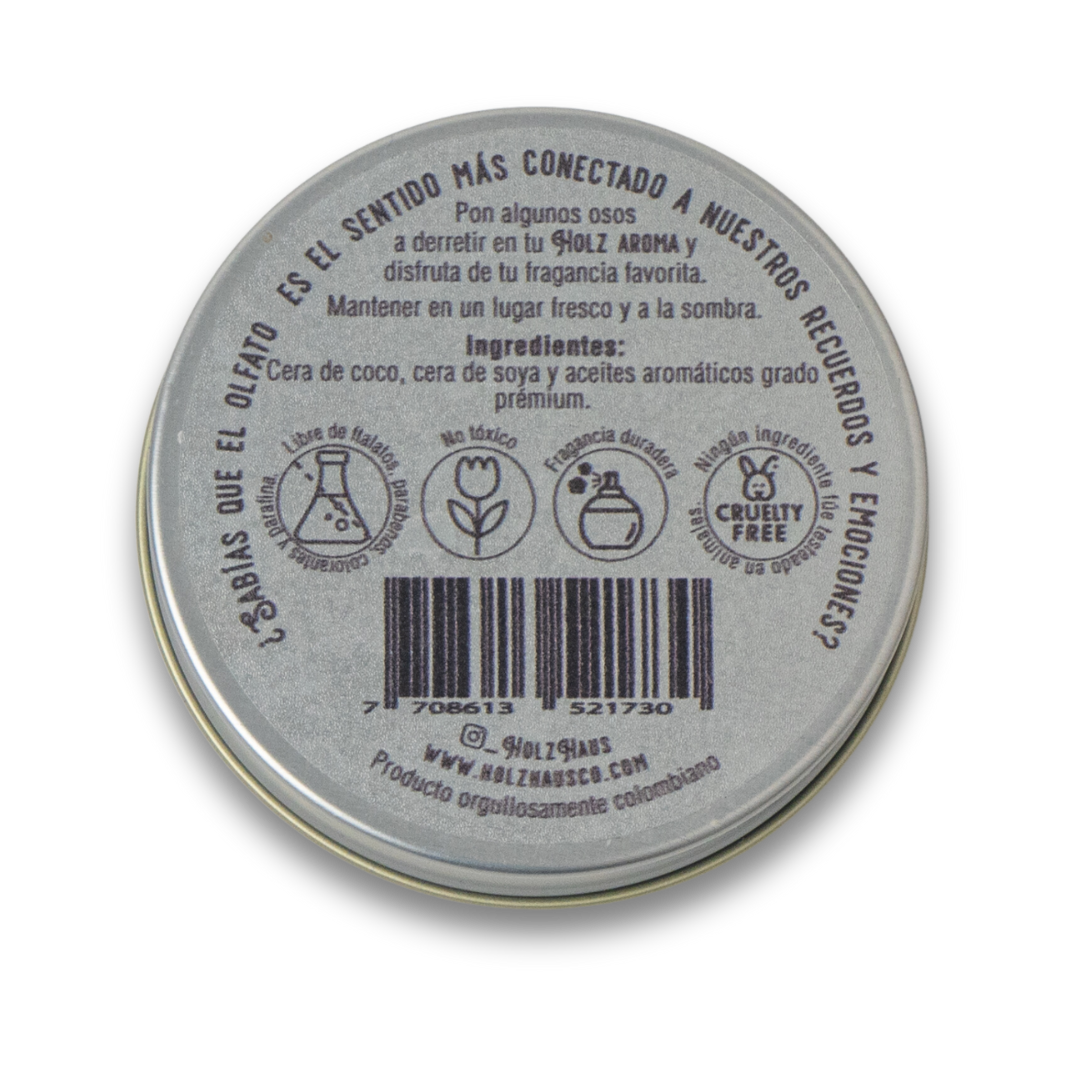 ¿SABÍAS QUE EL OLFATO ES EL SENTIDO MÁS CONECTADO A NUESTROS RECUERDOS Y EMOCIONES?
Pon algunos osos
a derretir en tu HOLZ AROMA y
disfruta de tu fragancia favorita.
Mantener en un lugar fresco y a la sombra.
Ingredientes:
Cera de coco, cera de soya y aceites aromáticos grado
prémium.
Libre de ftalatos, parabenos, colorantes y parafina.
No tóxico
Fragancia duradera
Ningún ingrediente fúe testeado en animales.
CRUELTY
FREE
7 708613 521730
_HOLZHAUS
WWW.HOLZHAUSCO.COM
Producto orgullosamente colombiano